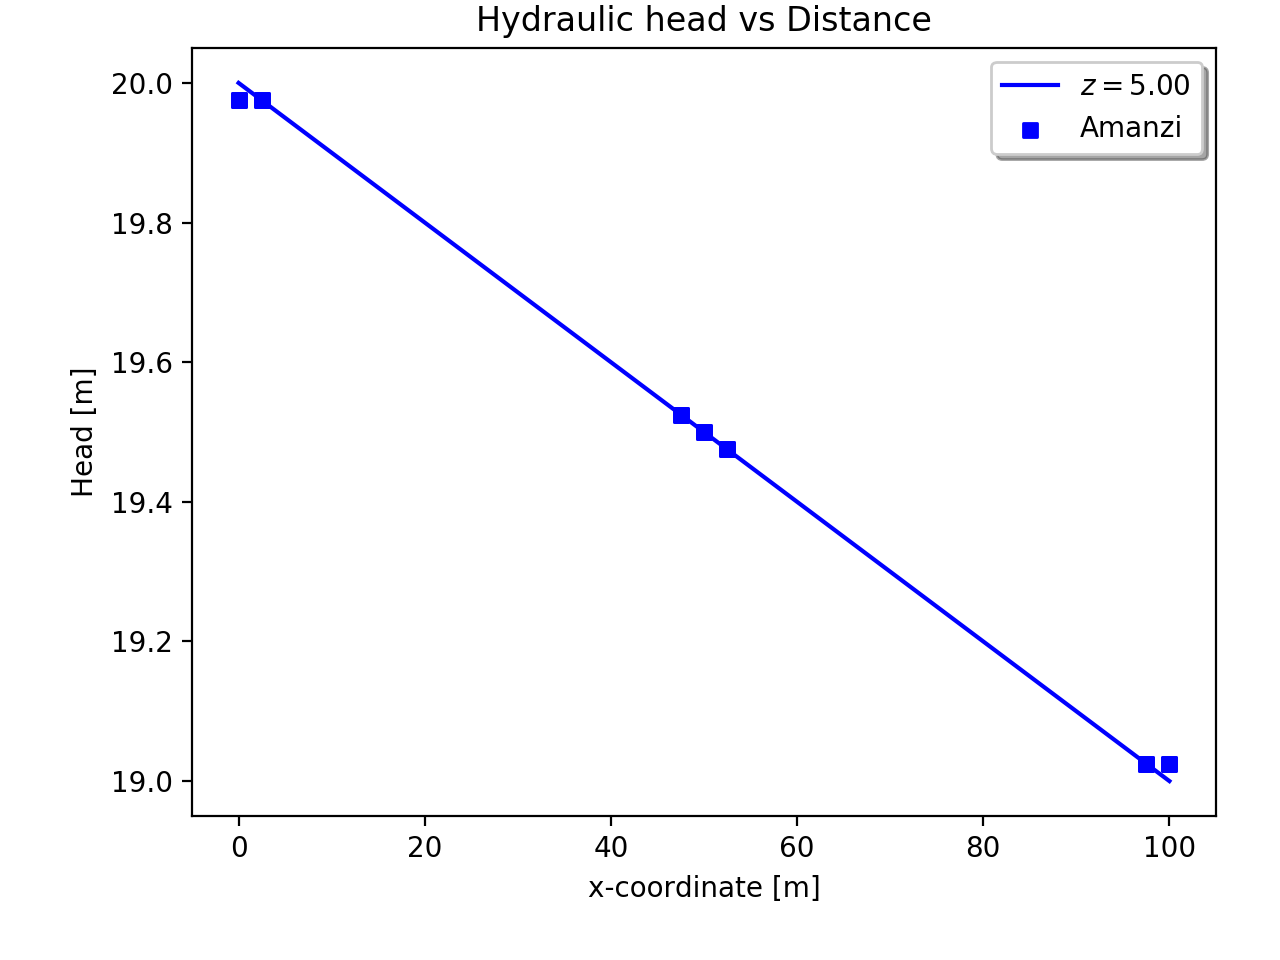 Hydraulic head vs Distance
z = 5.00
Amanzi
20.0
19.8
19.6
19.4
19.2
19.0
Head [m]
0 20 40 60 80 100
x-coordinate [m]